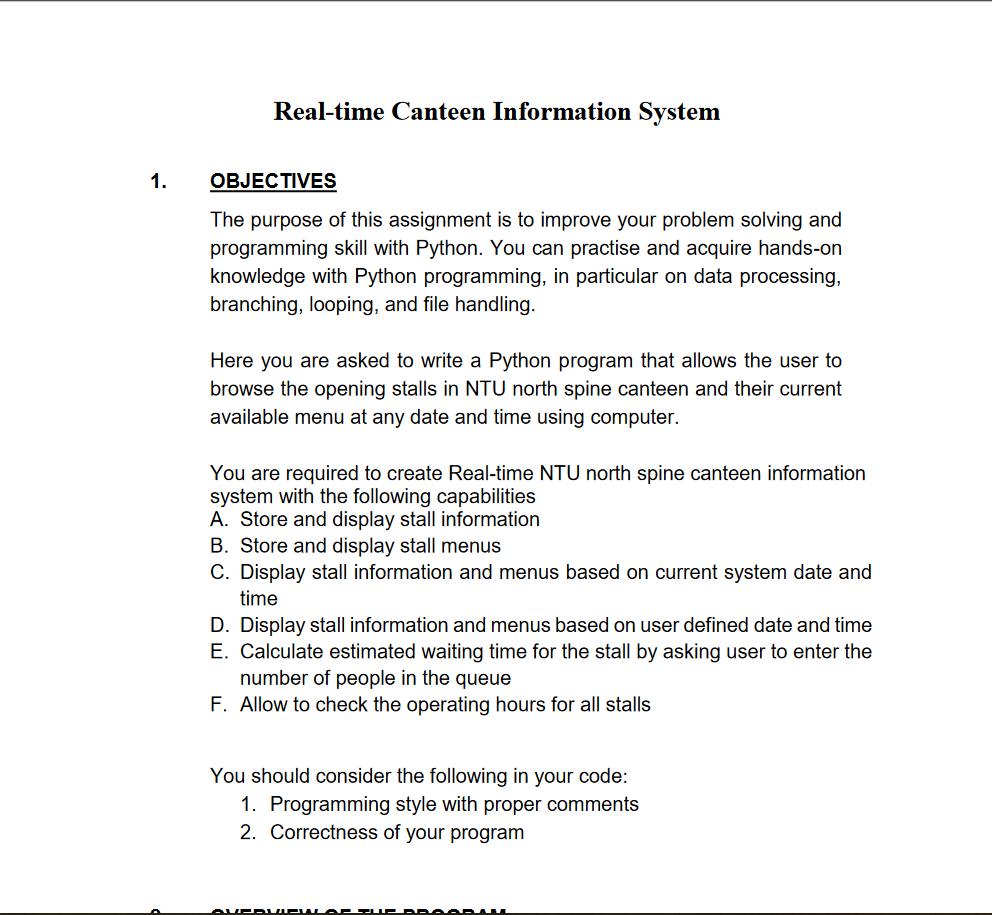 Real-time Canteen Information System
1. OBJECTIVES
The purpose of this assignment is to improve your problem solving and
programming skill with Python. You can practise and acquire hands-on
knowledge with Python programming, in particular on data processing,
branching, looping, and file handling.
Here you are asked to write a Python program that allows the user to
browse the opening stalls in NTU north spine canteen and their current
available menu at any date and time using computer.
You are required to create Real-time NTU north spine canteen information
system with the following capabilities
A. Store and display stall information
B. Store and display stall menus
C. Display stall information and menus based on current system date and
time
D. Display stall information and menus based on user defined date and time
E. Calculate estimated waiting time for the stall by asking user to enter the
number of people in the queue
F. Allow to check the operating hours for all stalls
You should consider the following in your code:
1. Programming style with proper comments
2. Correctness of your program
2. OVERVIEW OF THE PROGRAM